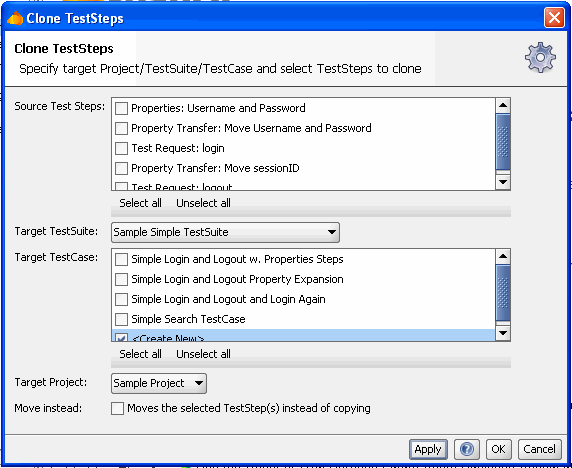 Clone TestSteps
Clone TestSteps
Specify target Project/TestSuite/TestCase and select TestSteps to clone
Source Test Steps:
Properties: Username and Password
Property Transfer: Move Username and Password
Test Request: login
Property Transfer: Move sessionID
Test Request: logout
Select all Unselect all
Target TestSuite: Sample Simple TestSuite
Target TestCase:
Simple Login and Logout w. Properties Steps
Simple Login and Logout Property Expansion
Simple Login and Logout and Login Again
Simple Search TestCase
<Create New>
Select all Unselect all
Target Project: Sample Project
Move instead: Moves the selected TestStep(s) instead of copying
Apply ? OK Cancel